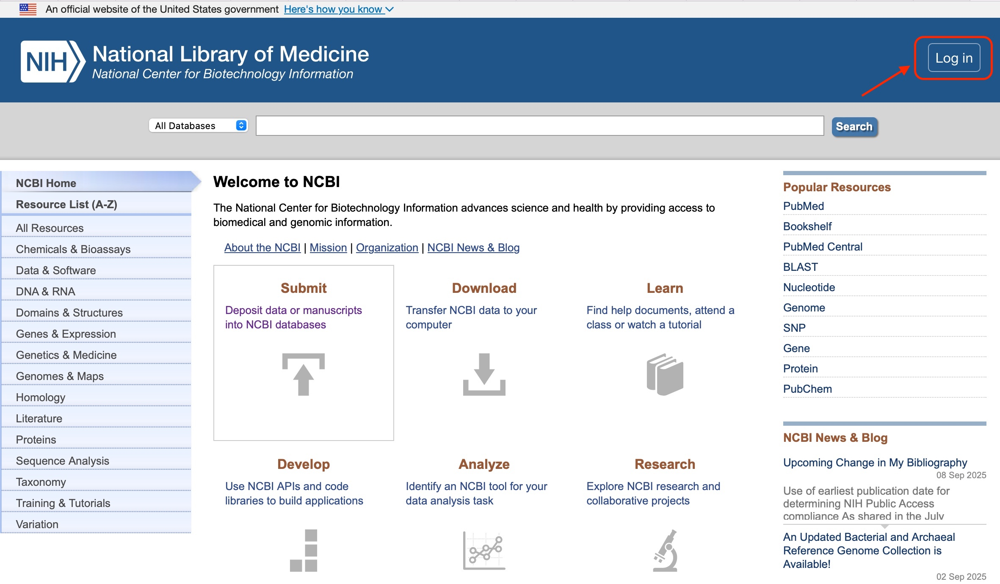 An official website of the United States government Here's how you know
NIH
National Library of Medicine
National Center for Biotechnology Information
Log in
All Databases
Search
NCBI Home
Resource List (A-Z)
All Resources
Chemicals & Bioassays
Data & Software
DNA & RNA
Domains & Structures
Genes & Expression
Genetics & Medicine
Genomes & Maps
Homology
Literature
Proteins
Sequence Analysis
Taxonomy
Training & Tutorials
Variation
Welcome to NCBI
The National Center for Biotechnology Information advances science and health by providing access to
biomedical and genomic information.
About the NCBI | Mission | Organization | NCBI News & Blog
Submit
Deposit data or manuscripts
into NCBI databases
Download
Transfer NCBI data to your
computer
Learn
Find help documents, attend a
class or watch a tutorial
Develop
Use NCBI APIs and code
libraries to build applications
Analyze
Identify an NCBI tool for your
data analysis task
Research
Explore NCBI research and
collaborative projects
Popular Resources
PubMed
Bookshelf
PubMed Central
BLAST
Nucleotide
Genome
SNP
Gene
Protein
PubChem
NCBI News & Blog
Upcoming Change in My Bibliography
08 Sep 2025
Use of earliest publication date for
determining NIH Public Access
compliance As shared in the July
An Updated Bacterial and Archaeal
Reference Genome Collection is
Available!
02 Sep 2025